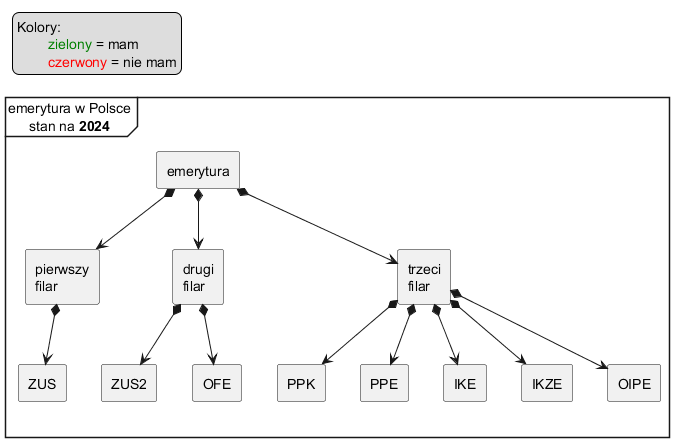 Kolory:
zielony = mam
czerwony = nie mam
emerytura w Polsce
stan na 2024
emerytura
pierwszy
filar
drugi
filar
trzeci
filar
ZUS
ZUS2
OFE
PPK
PPE
IKE
IKZE
OIPE